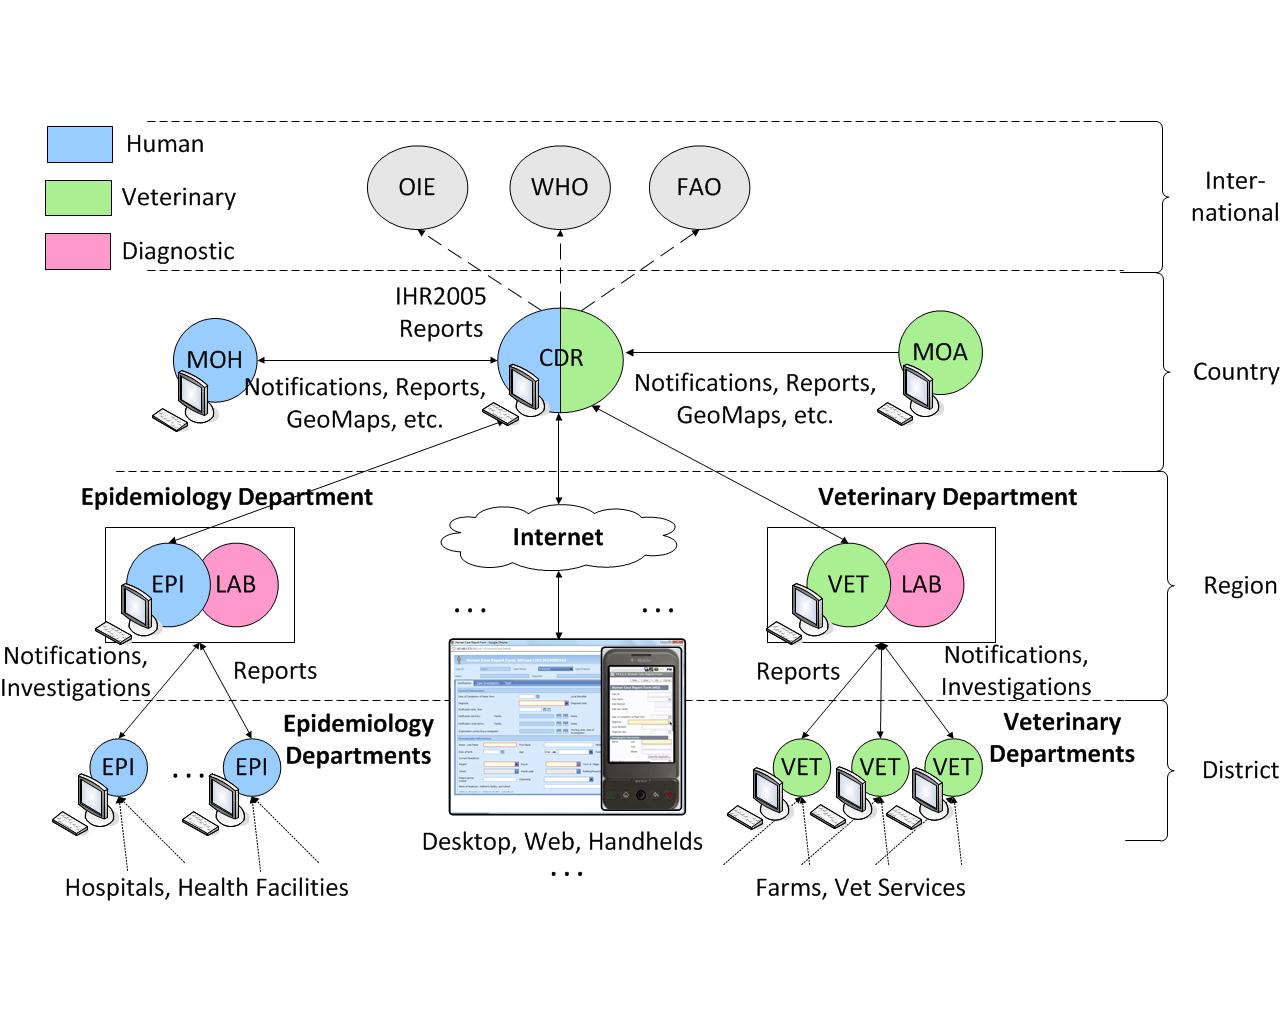 Human
Veterinary
Diagnostic
OIE
WHO
FAO
Inter-
national
IHR2005
Reports
MOH
CDR
MOA
Notifications, Reports,
GeoMaps, etc.
Notifications, Reports,
GeoMaps, etc.
Country
Epidemiology Department
Veterinary Department
Internet
EPI
LAB
VET
LAB
Region
...
...
Notifications,
Investigations
Reports
Reports
Notifications,
Investigations
Epidemiology
Departments
Veterinary
Departments
EPI
...
EPI
VET
VET
VET
District
Desktop, Web, Handhelds
...
Hospitals, Health Facilities
Farms, Vet Services